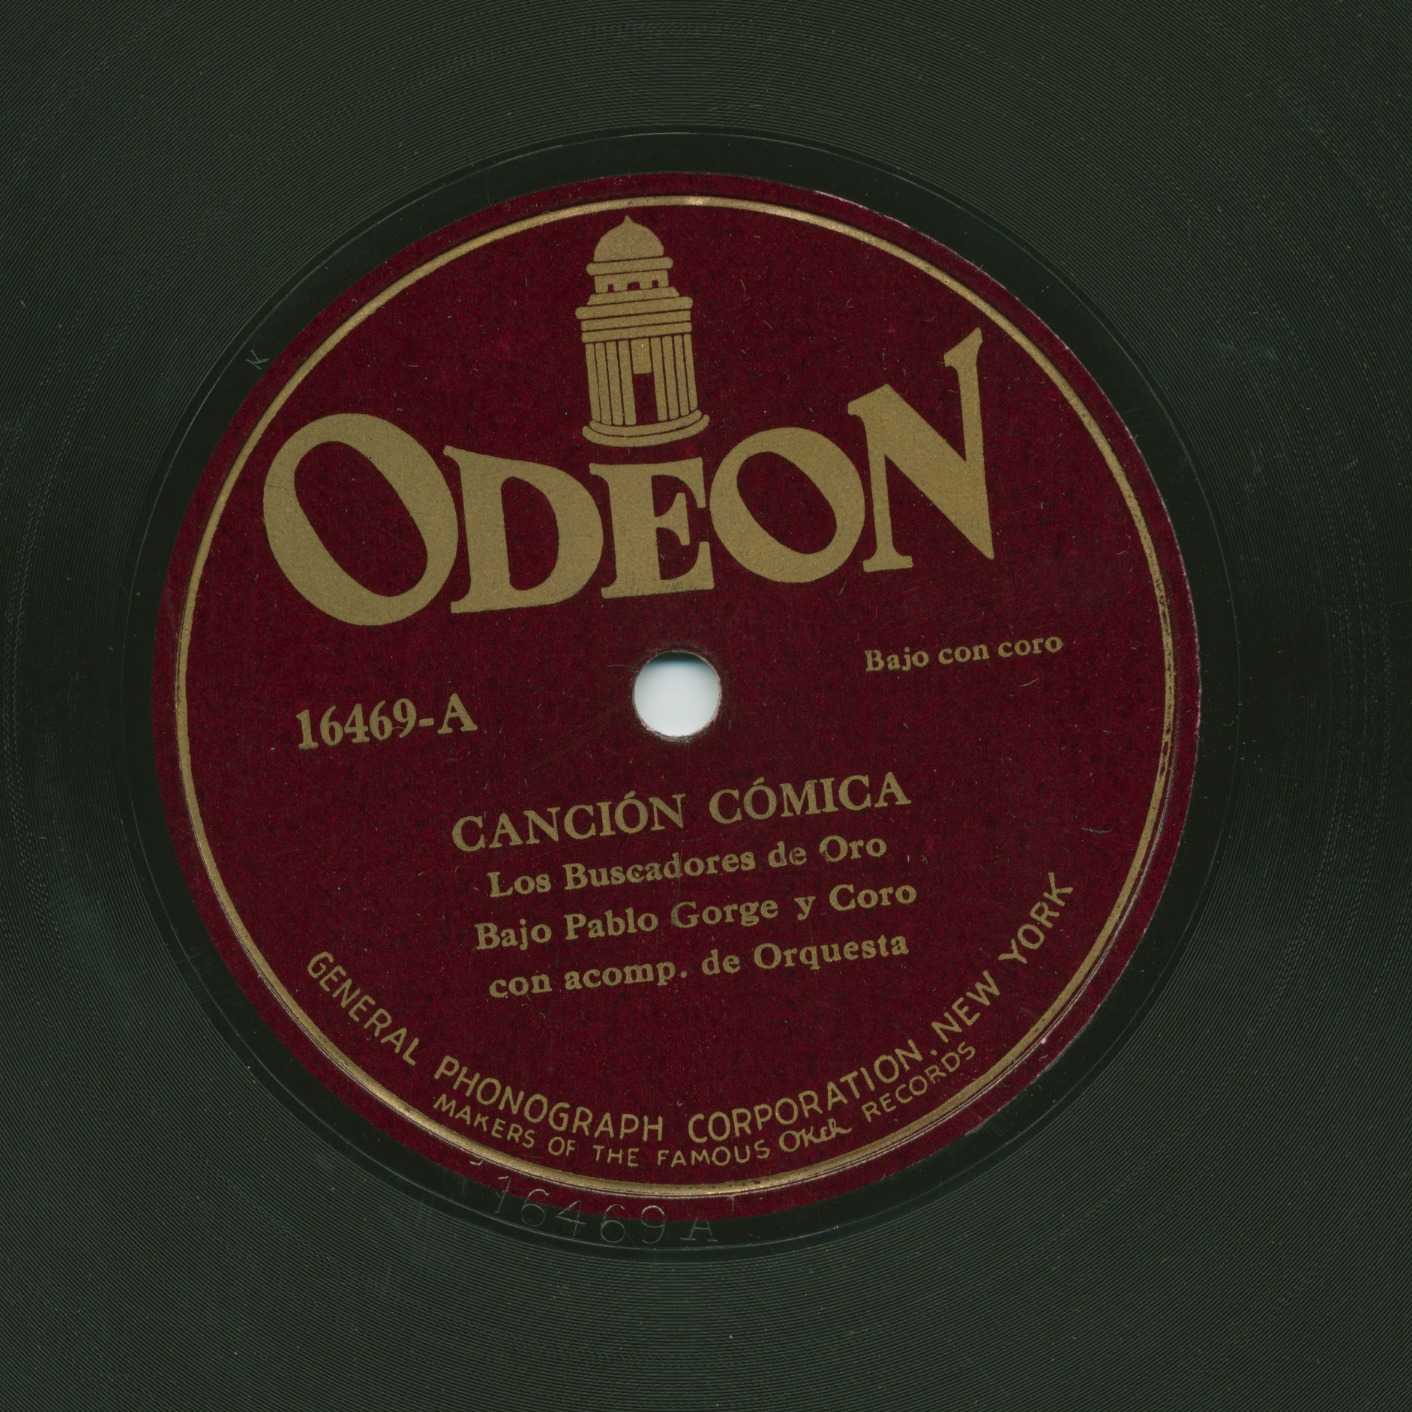 ODEON
Bajo con coro
16469-A
CANCIÓN CÓMICA
Los Buscadores de Oro
Bajo Pablo Gorge y Coro
con acomp. de Orquesta
GENERAL PHONOGRAPH CORPORATION. NEW YORK
MAKERS OF THE FAMOUS OKeh RECORDS
16469A
K